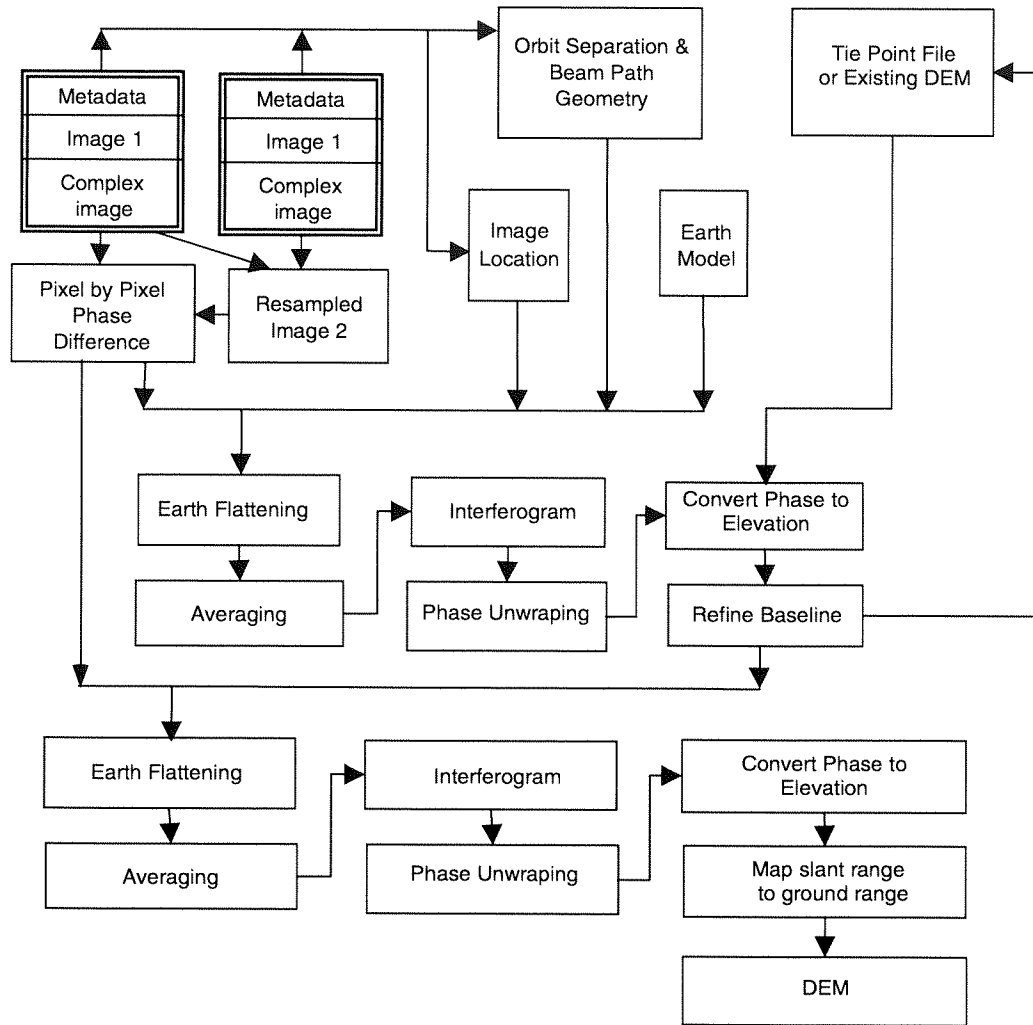 Orbit Separation &
Beam Path
Geometry
Tie Point File
or Existing DEM
Metadata
Image 1
Complex
image
Metadata
Image 1
Complex
image
Image
Location
Earth
Model
Pixel by Pixel
Phase
Difference
Resampled
Image 2
Earth Flattening
Interferogram
Convert Phase to
Elevation
Averaging
Phase Unwraping
Refine Baseline
Earth Flattening
Interferogram
Convert Phase to
Elevation
Averaging
Phase Unwraping
Map slant range
to ground range
DEM